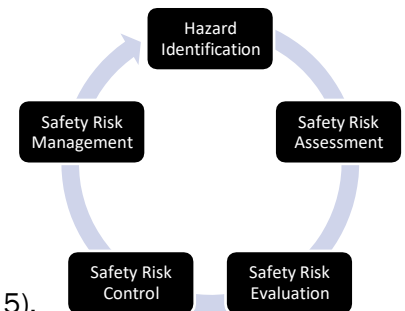 Hazard
Identification
Safety Risk
Assessment
Safety Risk
Evaluation
Safety Risk
Control
Safety Risk
Management
5).